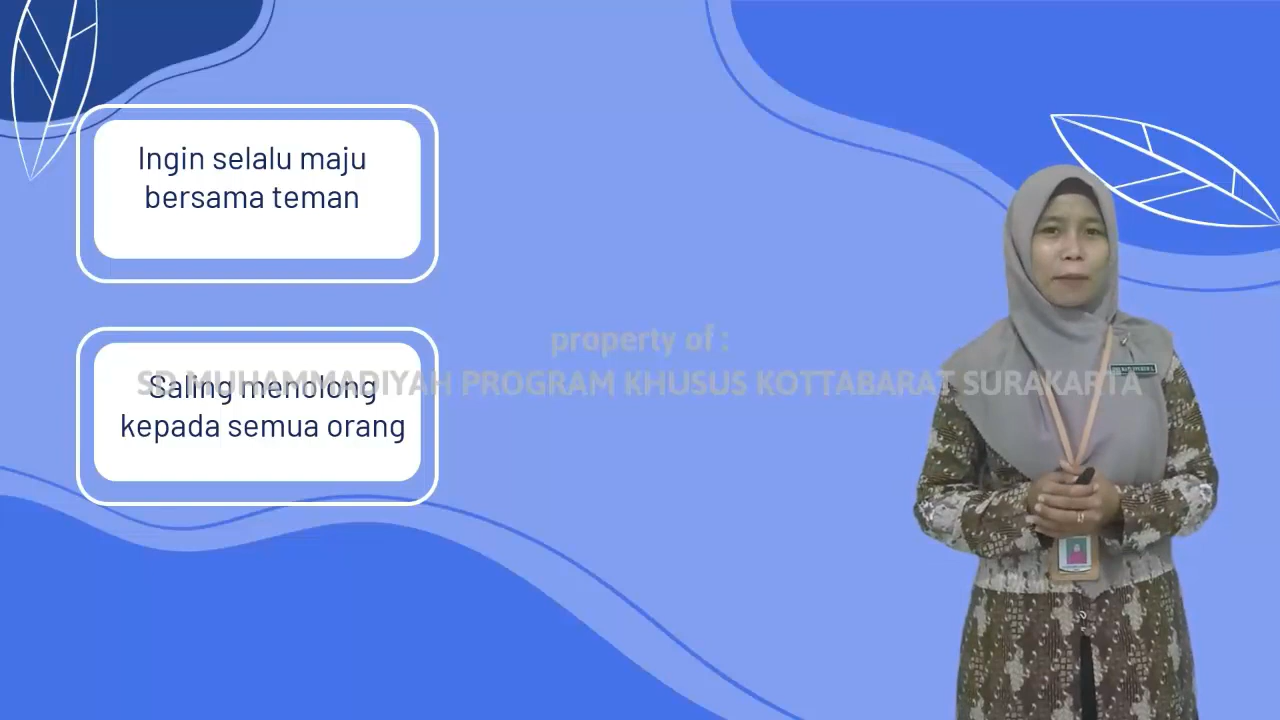 Ingin selalu maju
bersama teman
property of :
SD MUHAMMADIYAH PROGRAM KHUSUS KOTTABARAT SURAKARTA
Saling menolong
kepada semua orang